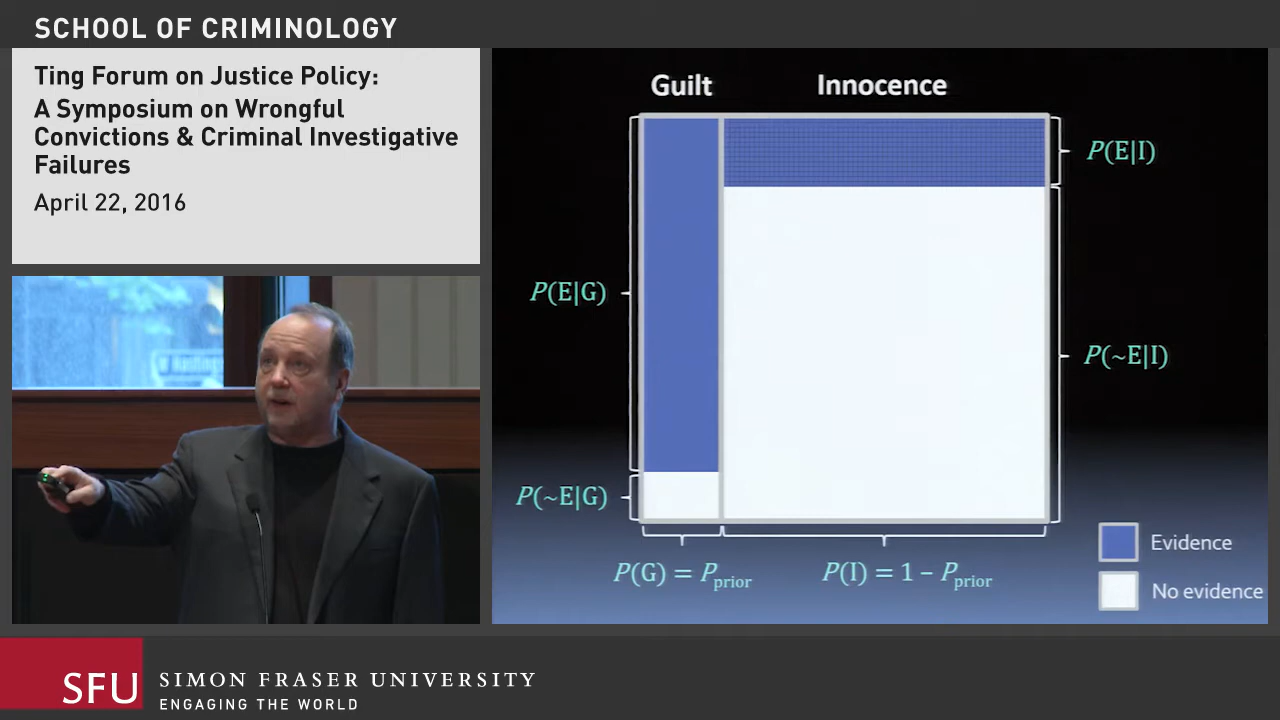 SCHOOL OF CRIMINOLOGY
Ting Forum on Justice Policy:
A Symposium on Wrongful
Convictions & Criminal Investigative
Failures
April 22, 2016
Guilt
Innocence
P(E|I)
P(E|G)
P(~E|I)
P(~E|G)
P(G) = Pprior
P(I) = 1 – Pprior
Evidence
No evidence
SFU
SIMON FRASER UNIVERSITY
ENGAGING THE WORLD